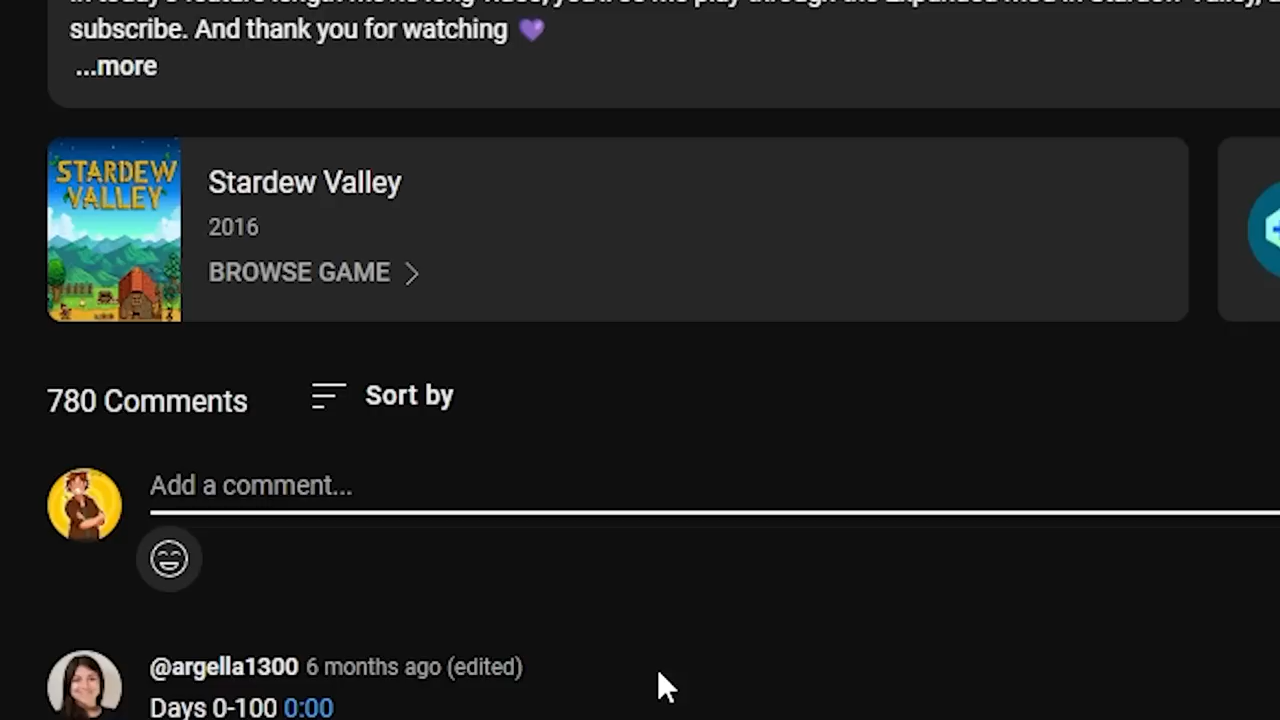 subscribe. And thank you for watching 💜
...more
STARDEW
VALLEY
Stardew Valley
2016
BROWSE GAME
780 Comments
Sort by
Add a comment...
@argella1300 6 months ago (edited)
Days 0-100 0:00